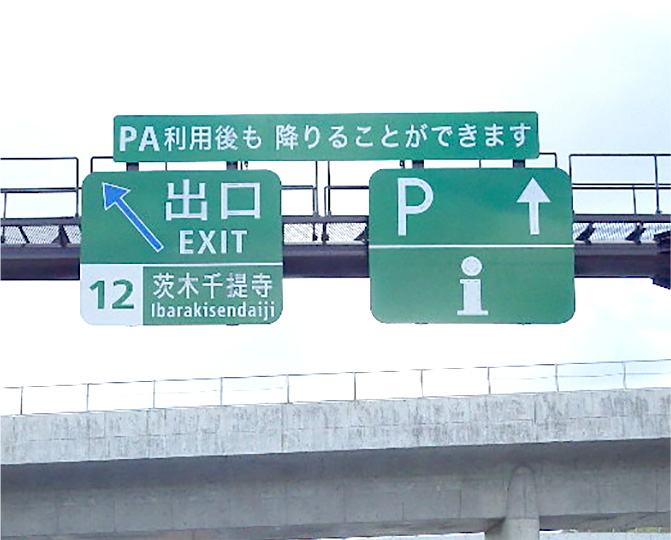 PA利用後も 降りることができます
出口
EXIT
12
茨木千提寺
Ibarakisendaiji
P
i